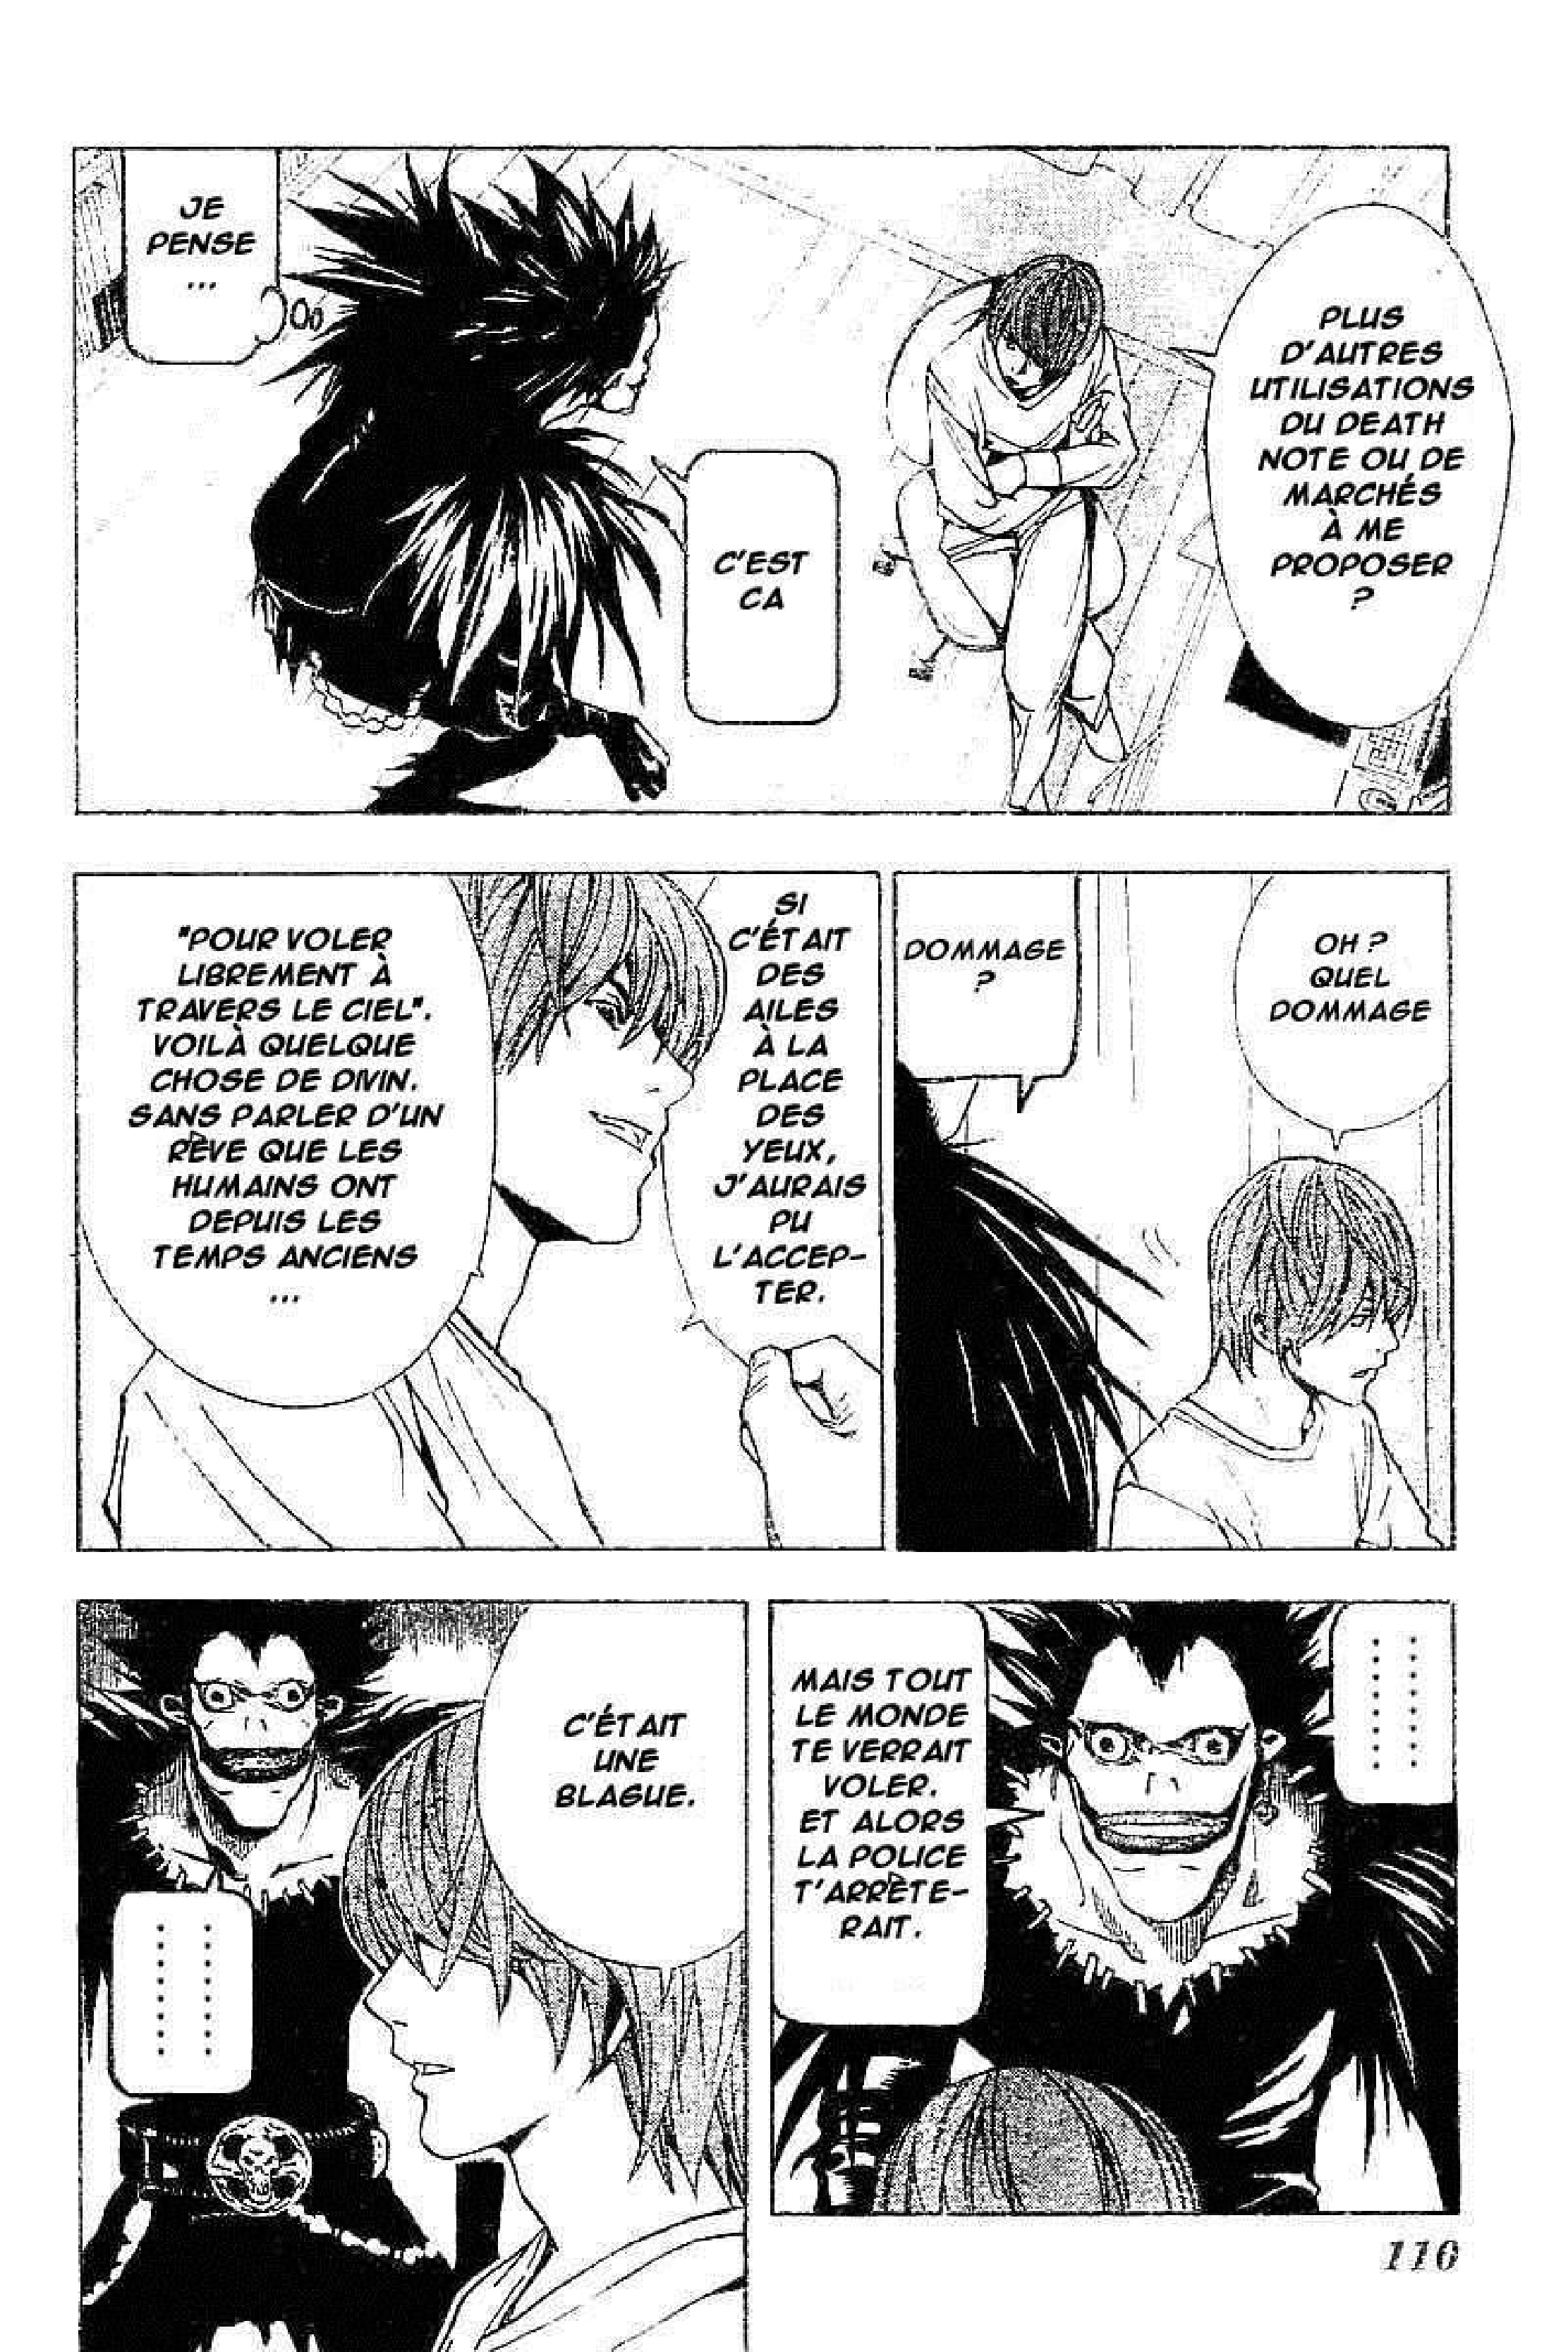 PLUS
D'AUTRES
UTILISATIONS
DU DEATH
NOTE OU DE
MARCHÉS
À ME
PROPOSER
?
C'EST
CA
JE
PENSE
...
OH ?
QUEL
DOMMAGE
DOMMAGE
?
SI
C'ÉTAIT
DES
AILES
À LA
PLACE
DES
YEUX,
J'AURAIS
PU
L'ACCEP-
TER.
"POUR VOLER
LIBREMENT À
TRAVERS LE CIEL".
VOILÀ QUELQUE
CHOSE DE DIVIN.
SANS PARLER D'UN
RÈVE QUE LES
HUMAINS ONT
DEPUIS LES
TEMPS ANCIENS
...
MAIS TOUT
LE MONDE
TE VERRAIT
VOLER.
ET ALORS
LA POLICE
T'ARRÈTE-
RAIT.
C'ÉTAIT
UNE
BLAGUE.
110